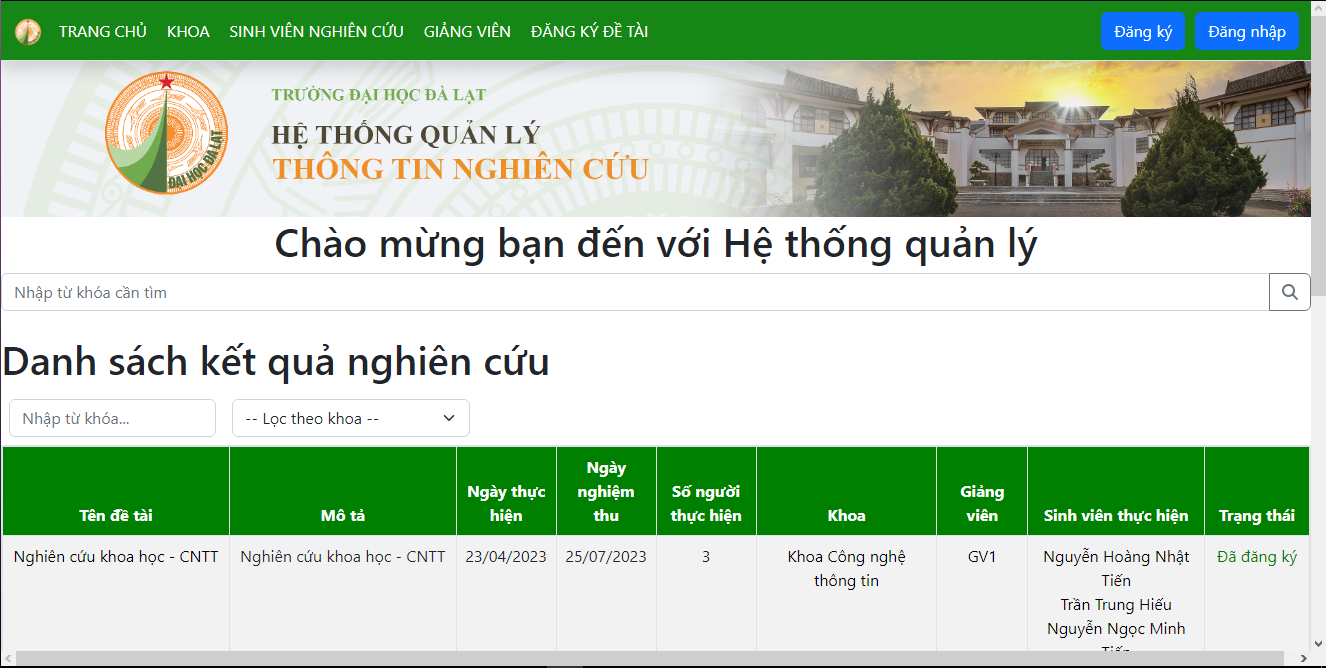 TRANG CHỦ KHOA SINH VIÊN NGHIÊN CỨU GIẢNG VIÊN ĐĂNG KÝ ĐỀ TÀI Đăng ký Đăng nhập
ĐẠI HỌC ĐÀ LẠT
TRƯỜNG ĐẠI HỌC ĐÀ LẠT
HỆ THỐNG QUẢN LÝ
THÔNG TIN NGHIÊN CỨU
Chào mừng bạn đến với Hệ thống quản lý
Nhập từ khóa cần tìm
Danh sách kết quả nghiên cứu
Nhập từ khóa...
-- Lọc theo khoa --
Tên đề tài
Mô tả
Ngày thực
hiện
Ngày
nghiệm
thu
Số người
thực hiện
Khoa
Giảng
viên
Sinh viên thực hiện
Trạng thái
Nghiên cứu khoa học - CNTT
Nghiên cứu khoa học - CNTT
23/04/2023
25/07/2023
3
Khoa Công nghệ
thông tin
GV1
Nguyễn Hoàng Nhật
Tiến
Trần Trung Hiếu
Nguyễn Ngọc Minh
Đã đăng ký